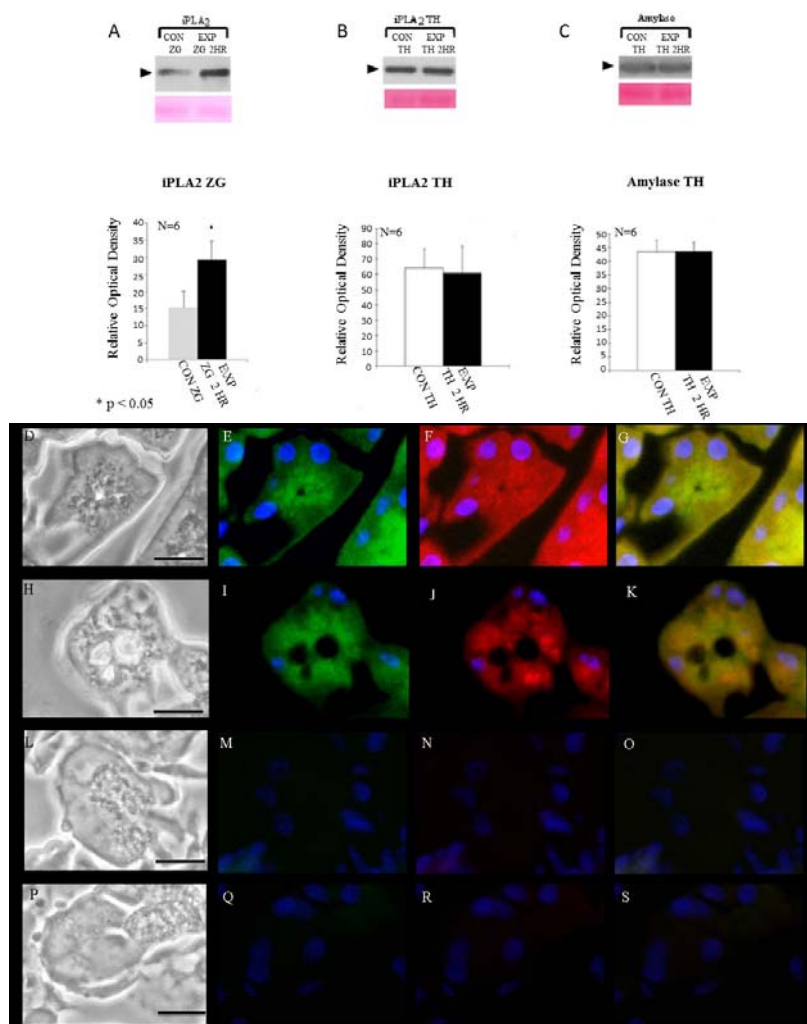 A
iPLA2
CON EXP
ZG ZG 2HR
B
iPLA2 TH
CON EXP
TH TH 2HR
C
Amylase
CON EXP
TH TH 2HR
iPLA2 ZG
N=6
*
Relative Optical Density
40
35
30
25
20
15
10
5
0
CON ZG
EXP
ZG 2 HR
* p < 0.05
iPLA2 TH
N=6
Relative Optical Density
90
80
70
60
50
40
30
20
10
0
CON TH
EXP
TH 2 HR
Amylase TH
N=6
Relative Optical Density
50
45
40
35
30
25
20
15
10
5
0
CON TH
EXP
TH 2 HR
D E F G
H I J K
L M N O
P Q R S